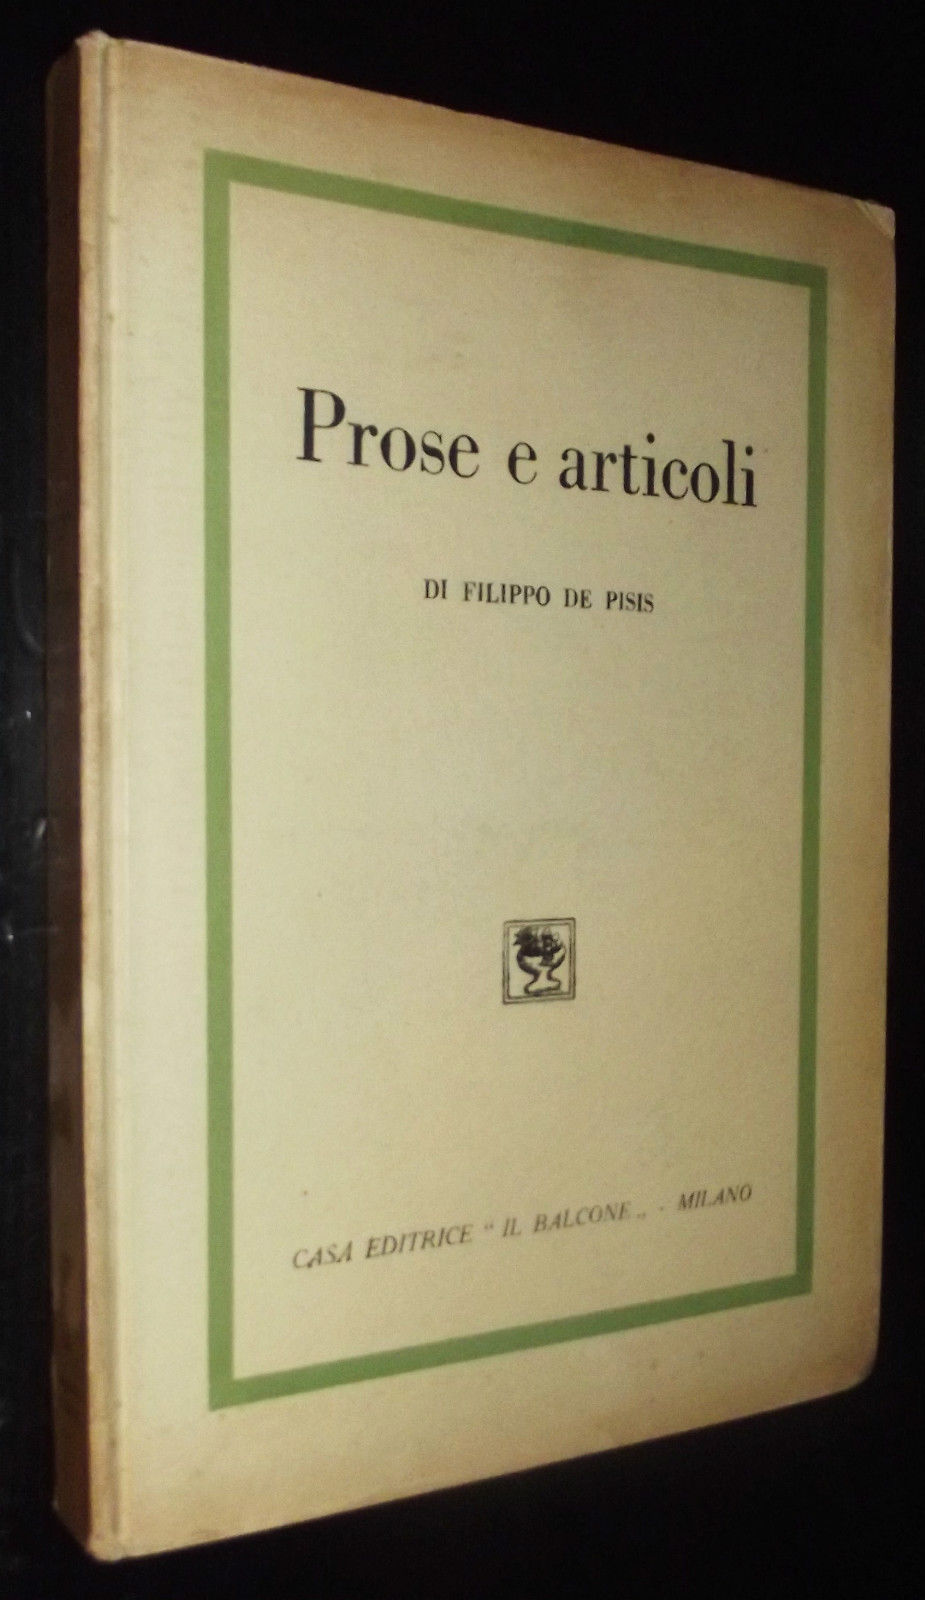 Prose e articoli
DI FILIPPO DE PISIS
CASA EDITRICE “ IL BALCONE „ - MILANO